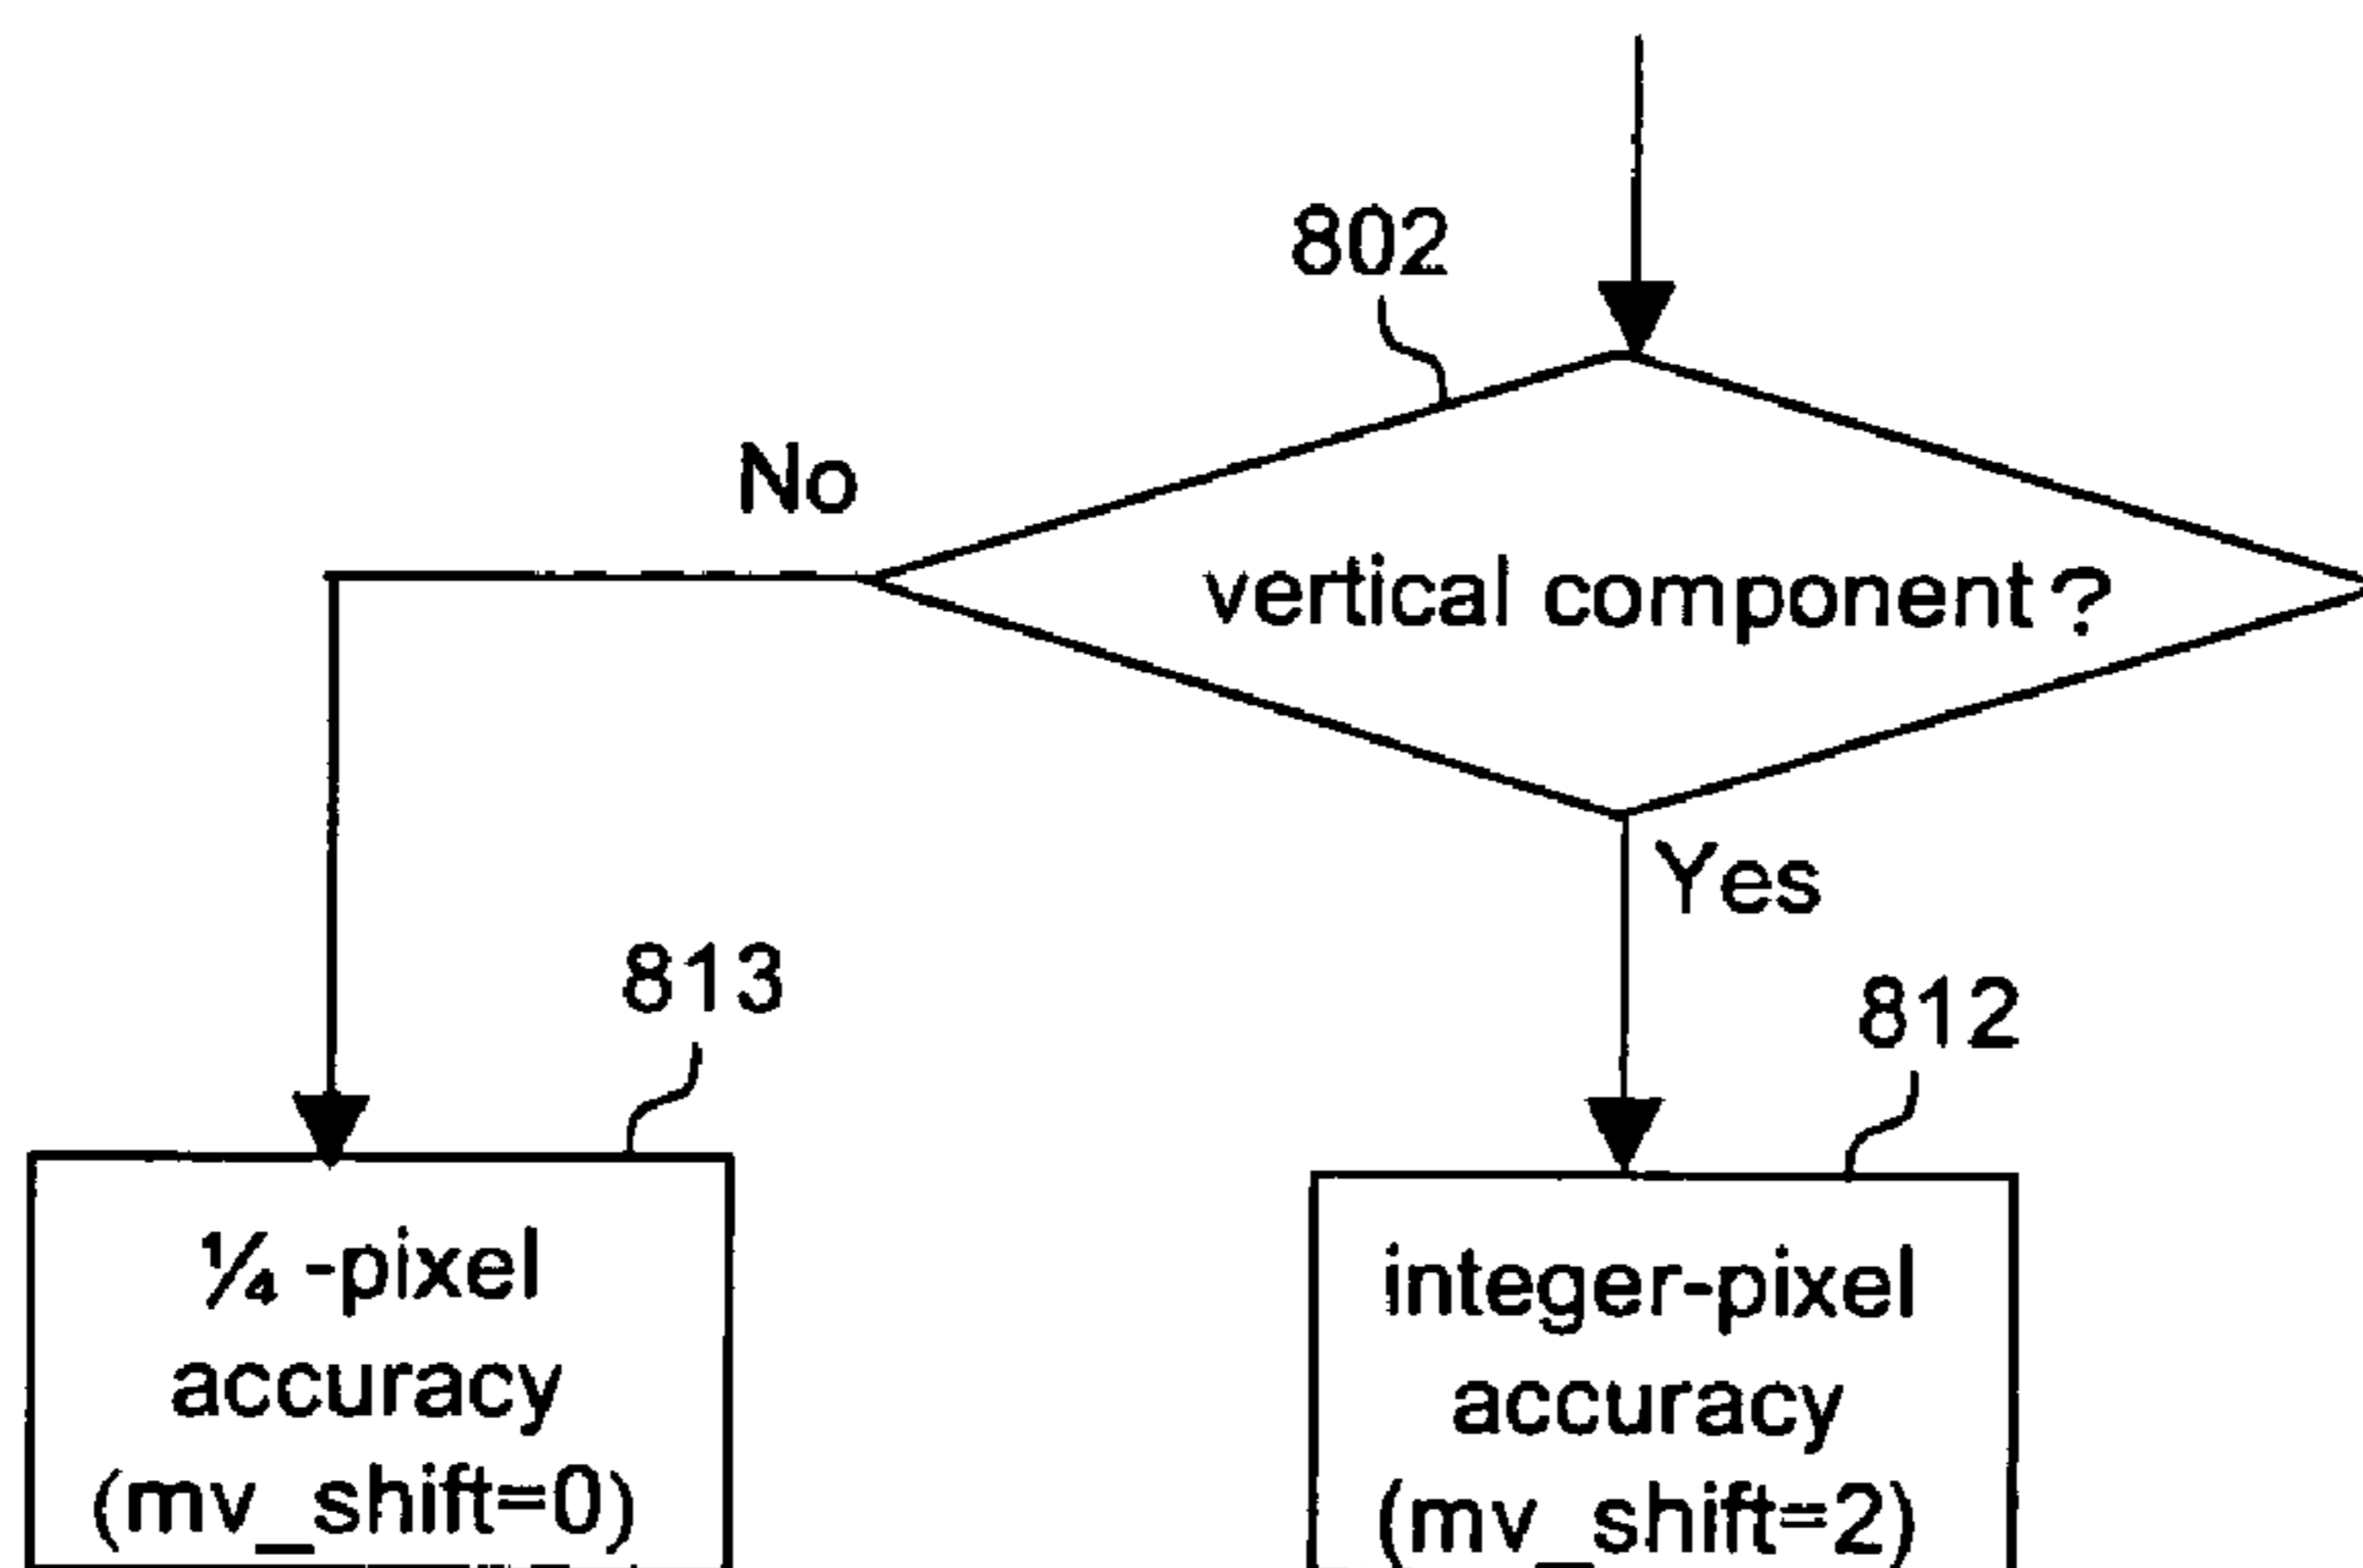 802
No
vertical component ?
Yes
813
812
¼ -pixel
accuracy
(mv_shift=0)
integer-pixel
accuracy
(mv_shift=2)